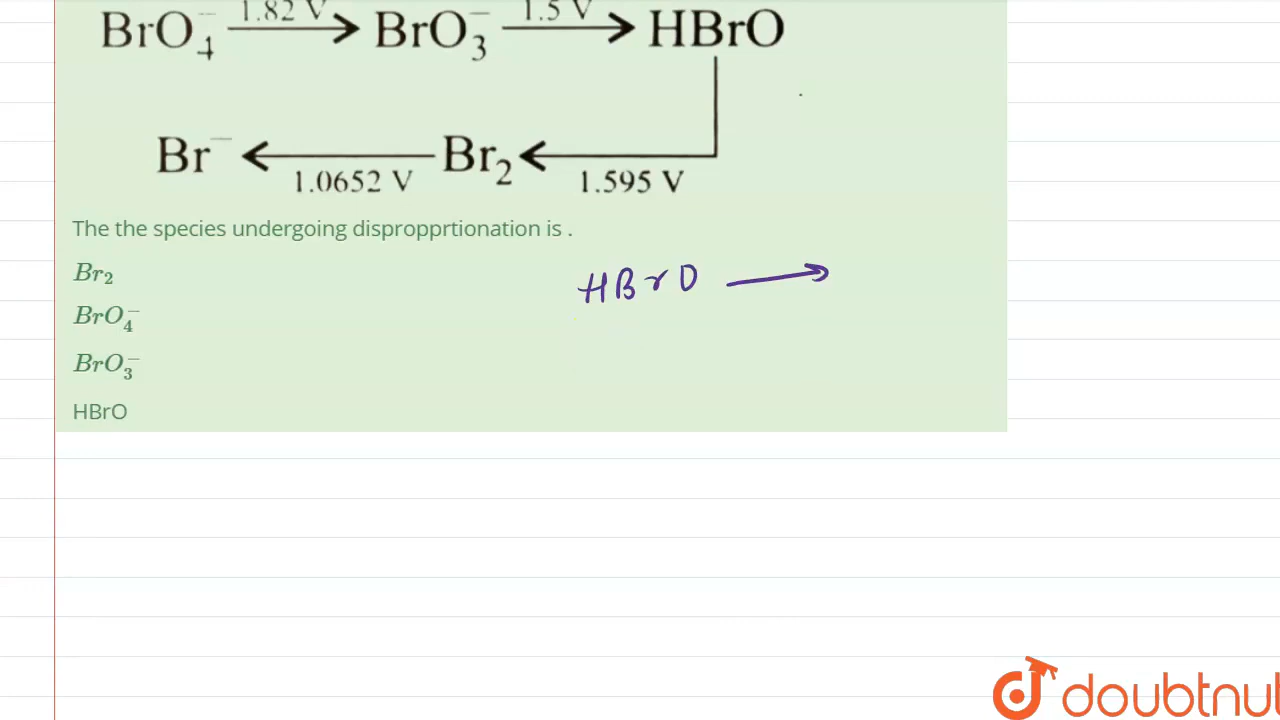 BrO₄⁻ 1.82 V → BrO₃⁻ 1.5 V → HBrO
Br⁻ ← Br₂ ←
1.0652 V 1.595 V
The the species undergoing dispropprtionation is .
HBrO →
Br₂
BrO₄⁻
BrO₃⁻
HBrO
doubtnut